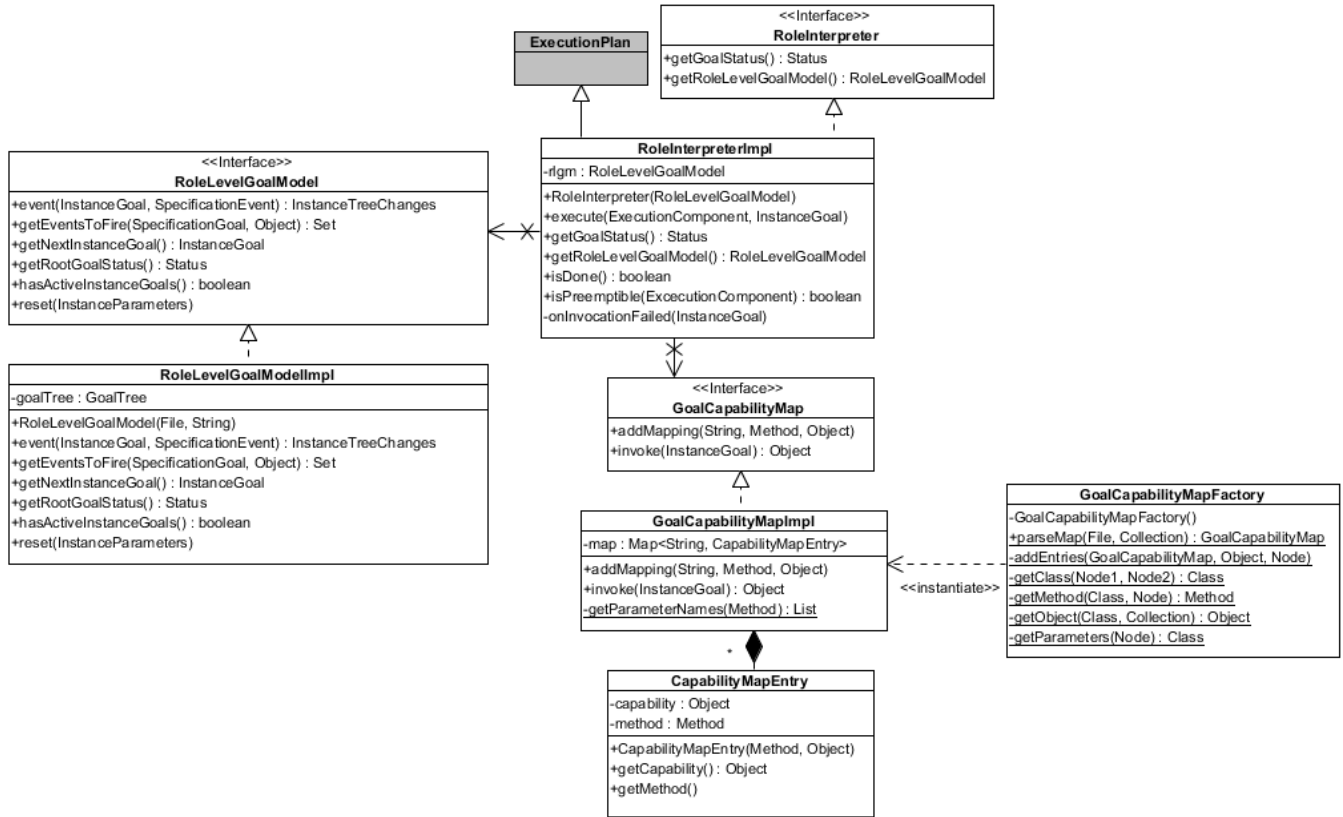 ExecutionPlan
<<Interface>>
RoleInterpreter
+getGoalStatus() : Status
+getRoleLevelGoalModel() : RoleLevelGoalModel
<<Interface>>
RoleLevelGoalModel
+event(InstanceGoal, SpecificationEvent) : InstanceTreeChanges
+getEventsToFire(SpecificationGoal, Object) : Set
+getNextInstanceGoal() : InstanceGoal
+getRootGoalStatus() : Status
+hasActiveInstanceGoals() : boolean
+reset(InstanceParameters)
RoleInterpreterImpl
-rlgm : RoleLevelGoalModel
+RoleInterpreter(RoleLevelGoalModel)
+execute(ExecutionComponent, InstanceGoal)
+getGoalStatus() : Status
+getRoleLevelGoalModel() : RoleLevelGoalModel
+isDone() : boolean
+isPreemptible(ExcecutionComponent) : boolean
-onInvocationFailed(InstanceGoal)
RoleLevelGoalModelImpl
-goalTree : GoalTree
+RoleLevelGoalModel(File, String)
+event(InstanceGoal, SpecificationEvent) : InstanceTreeChanges
+getEventsToFire(SpecificationGoal, Object) : Set
+getNextInstanceGoal() : InstanceGoal
+getRootGoalStatus() : Status
+hasActiveInstanceGoals() : boolean
+reset(InstanceParameters)
<<Interface>>
GoalCapabilityMap
+addMapping(String, Method, Object)
+invoke(InstanceGoal) : Object
GoalCapabilityMapImpl
-map : Map<String, CapabilityMapEntry>
+addMapping(String, Method, Object)
+invoke(InstanceGoal) : Object
-getParameterNames(Method) : List
<<instantiate>>
GoalCapabilityMapFactory
-GoalCapabilityMapFactory()
+parseMap(File, Collection) : GoalCapabilityMap
-addEntries(GoalCapabilityMap, Object, Node)
-getClass(Node1, Node2) : Class
-getMethod(Class, Node) : Method
-getObject(Class, Collection) : Object
-getParameters(Node) : Class
*
CapabilityMapEntry
-capability : Object
-method : Method
+CapabilityMapEntry(Method, Object)
+getCapability() : Object
+getMethod()